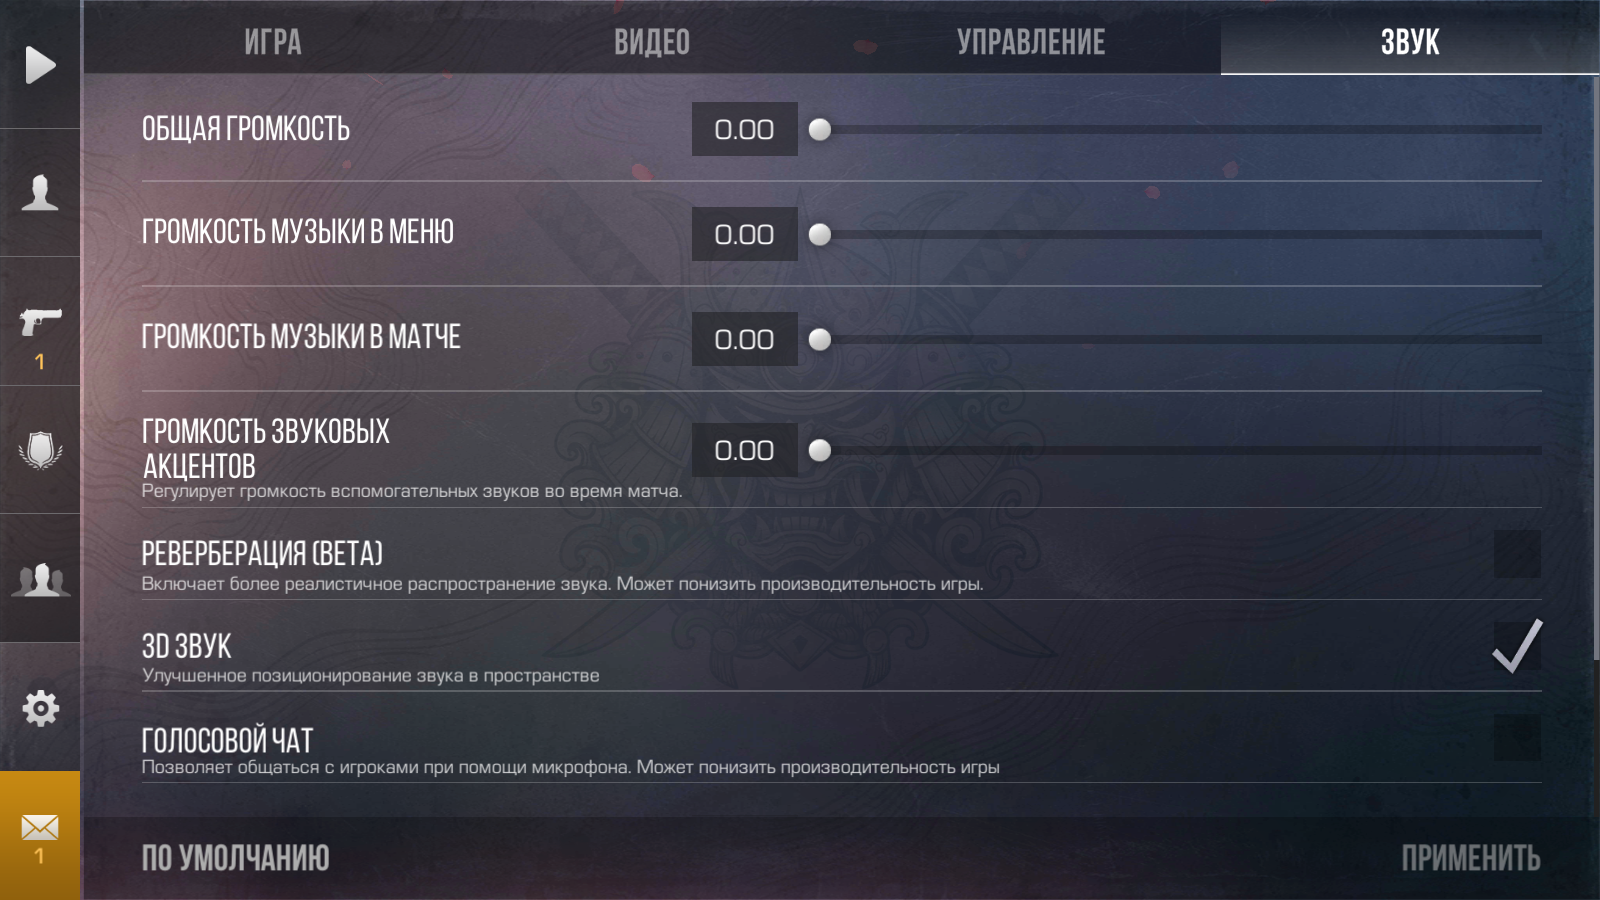 ИГРА
ВИДЕО
УПРАВЛЕНИЕ
ЗВУК
ОБЩАЯ ГРОМКОСТЬ
0.00
ГРОМКОСТЬ МУЗЫКИ В МЕНЮ
0.00
ГРОМКОСТЬ МУЗЫКИ В МАТЧЕ
0.00
1
ГРОМКОСТЬ ЗВУКОВЫХ
АКЦЕНТОВ
0.00
Регулирует громкость вспомогательных звуков во время матча.
РЕВЕРБЕРАЦИЯ (BETA)
Включает более реалистичное распространение звука. Может понизить производительность игры.
3D ЗВУК
Улучшенное позиционирование звука в пространстве
ГОЛОСОВОЙ ЧАТ
Позволяет общаться с игроками при помощи микрофона. Может понизить производительность игры
1
ПО УМОЛЧАНИЮ
ПРИМЕНИТЬ